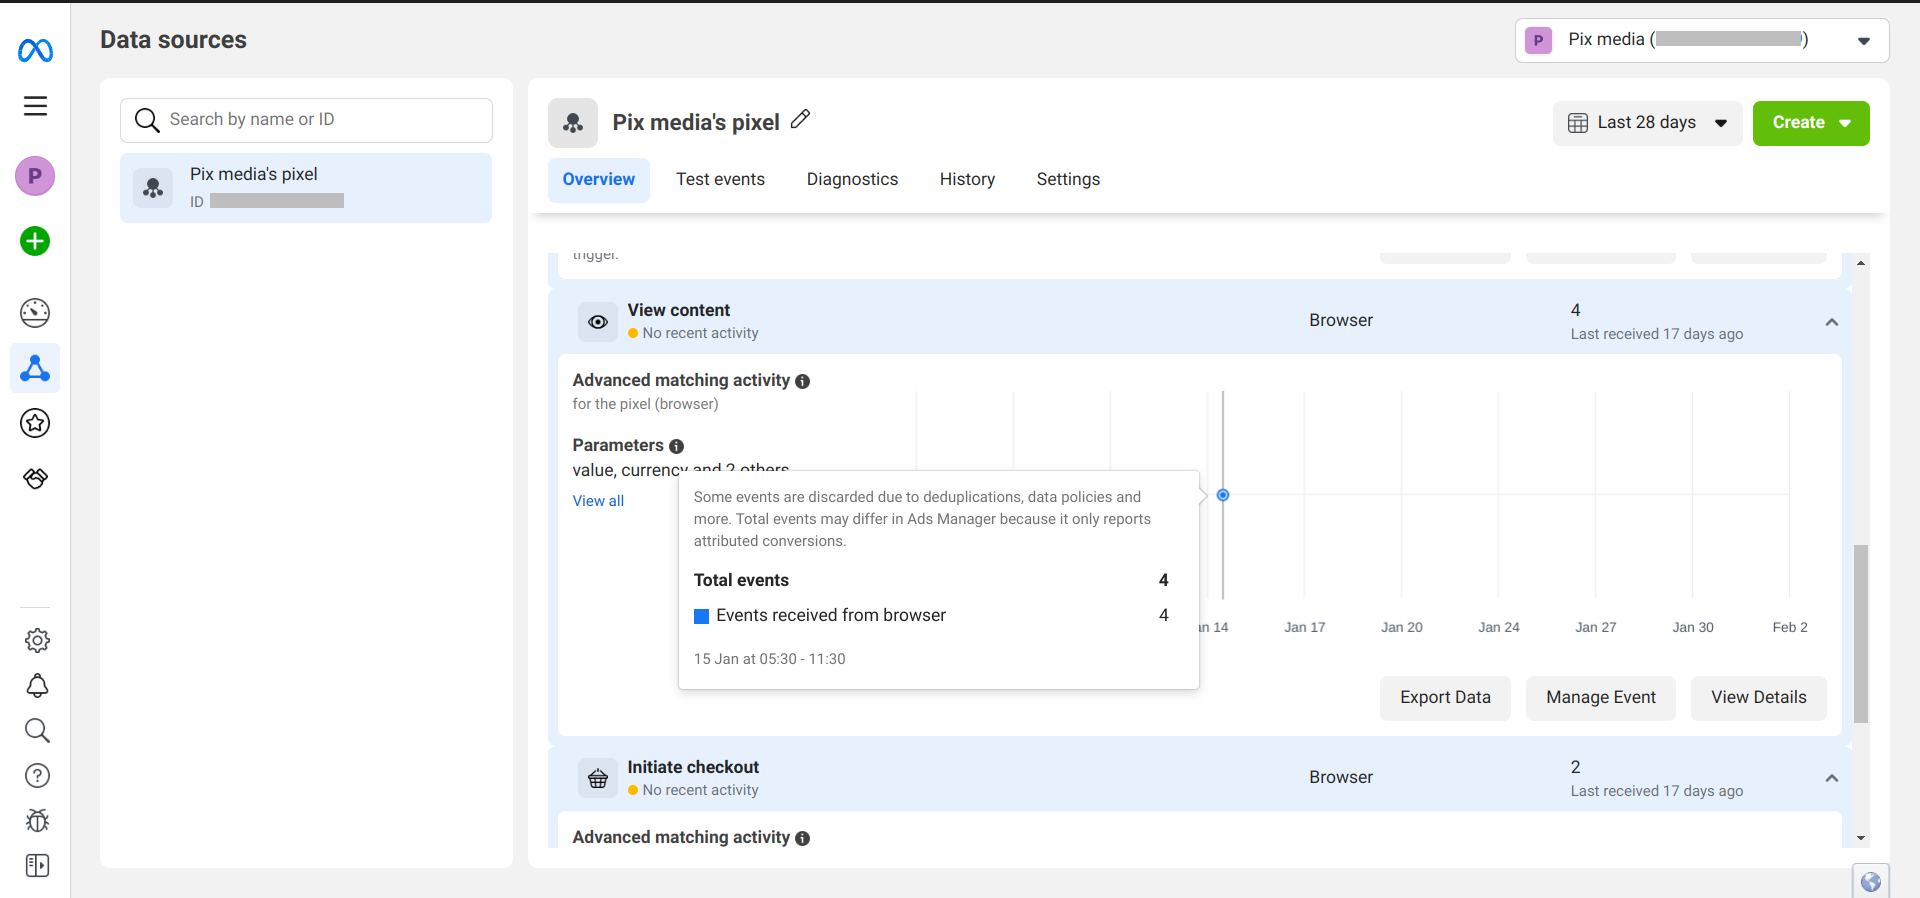 Data sources
P Pix media ( )
Search by name or ID
Pix media's pixel
ID
P
Pix media's pixel
Last 28 days
Create
Overview Test events Diagnostics History Settings
trigger.
View content
No recent activity
Browser
4
Last received 17 days ago
Advanced matching activity
for the pixel (browser)
Parameters
value, currency and 2 others
View all
Some events are discarded due to deduplications, data policies and
more. Total events may differ in Ads Manager because it only reports
attributed conversions.
Total events 4
Events received from browser 4
15 Jan at 05:30 - 11:30
14 Jan 17 Jan 20 Jan 24 Jan 27 Jan 30 Feb 2
Export Data Manage Event View Details
Initiate checkout
No recent activity
Browser
2
Last received 17 days ago
Advanced matching activity